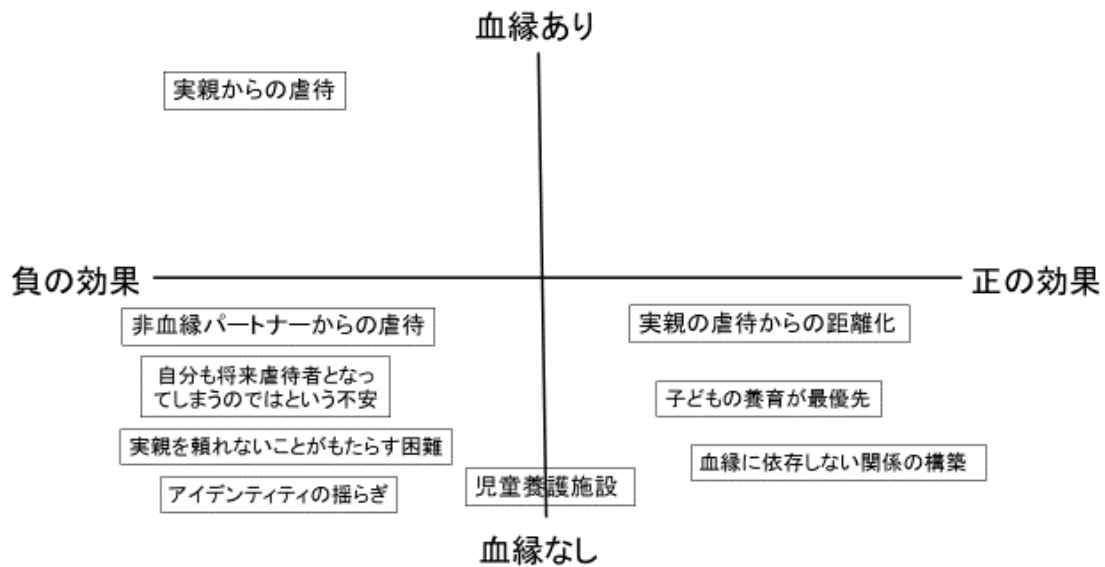 血縁あり
実親からの虐待
負の効果
正の効果
非血縁パートナーからの虐待
実親の虐待からの距離化
自分も将来虐待者となっ
てしまうのではという不安
子どもの養育が最優先
実親を頼れないことがもたらす困難
血縁に依存しない関係の構築
アイデンティティの揺らぎ
児童養護施設
血縁なし